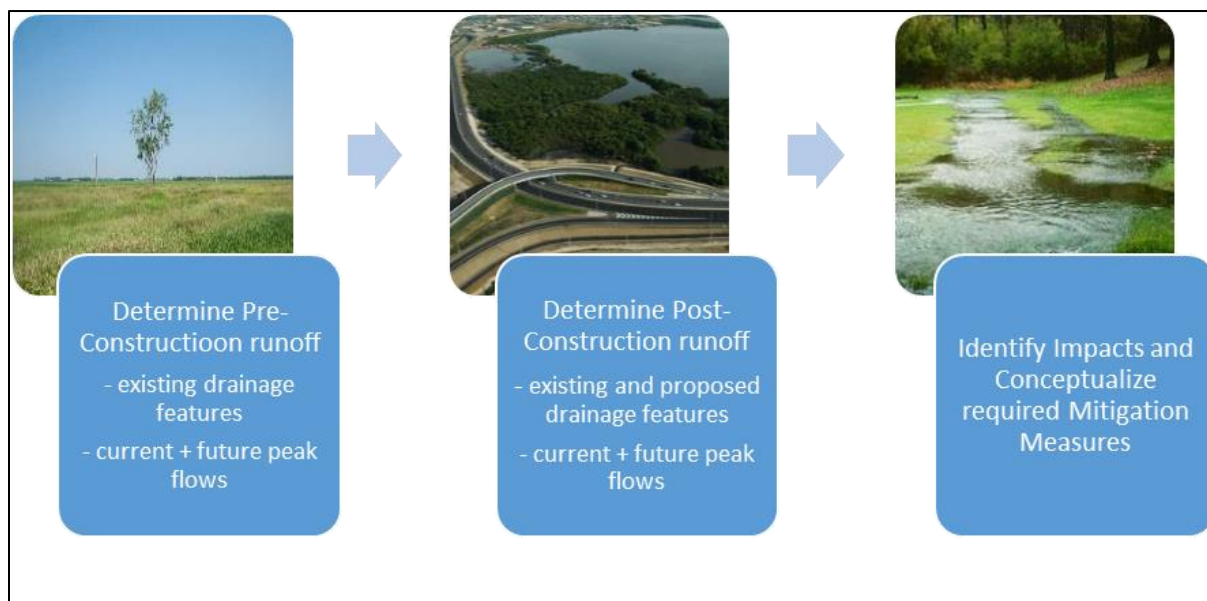 Determine Pre-
Constructioon runoff
- existing drainage
features
- current + future peak
flows
Determine Post-
Construction runoff
- existing and proposed
drainage features
- current + future peak
flows
Identify Impacts and
Conceptualize
required Mitigation
Measures